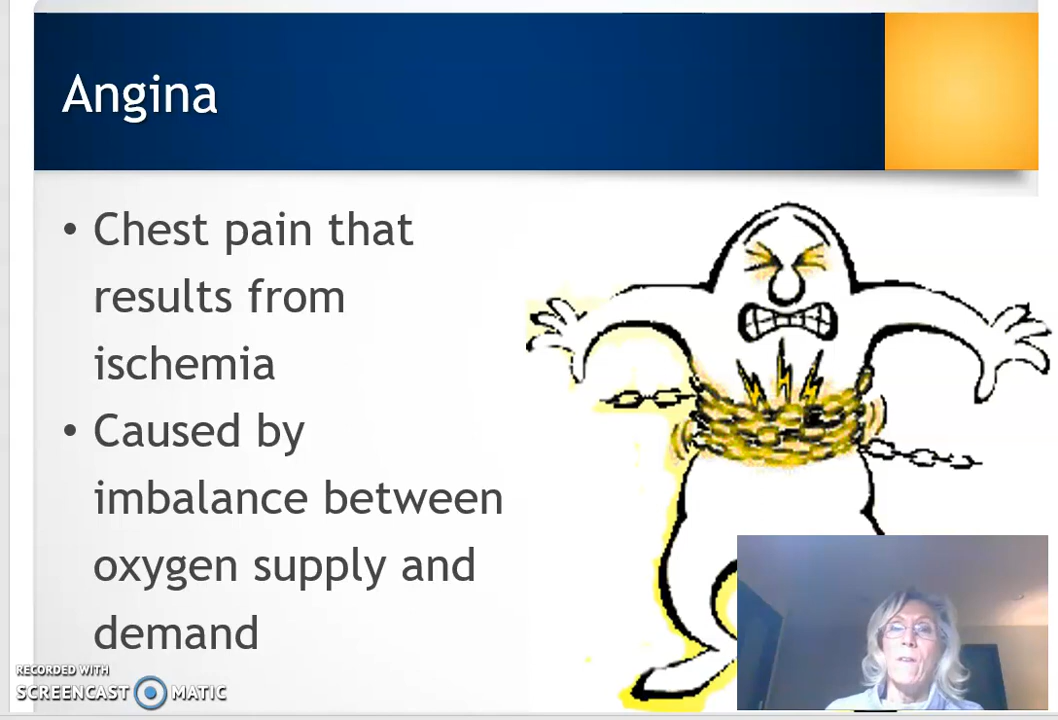 Angina
• Chest pain that
results from
ischemia
• Caused by
imbalance between
oxygen supply and
demand
RECORDED WITH
SCREENCAST MATIC